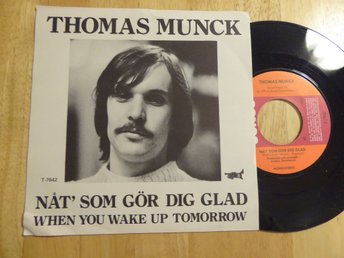 THOMAS MUNCK
T-7942
NÅT' SOM GÖR DIG GLAD
WHEN YOU WAKE UP TOMORROW
THOMAS MUNCK
NÅT' SOM GÖR DIG GLAD